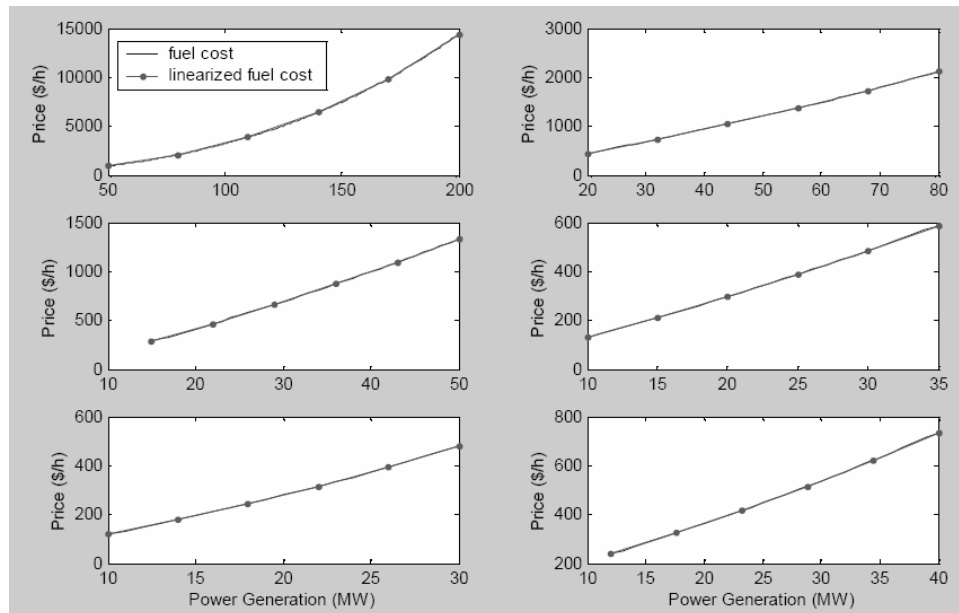 15000
10000
5000
0
Price ($/h)
fuel cost
linearized fuel cost
50 100 150 200
3000
2000
1000
0
Price ($/h)
20 30 40 50 60 70 80
1500
1000
500
0
Price ($/h)
10 20 30 40 50
600
400
200
0
Price ($/h)
10 15 20 25 30 35
600
400
200
0
Price ($/h)
10 15 20 25 30
Power Generation (MW)
800
600
400
200
Price ($/h)
10 15 20 25 30 35 40
Power Generation (MW)